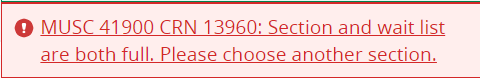 MUSC 41900 CRN 13960: Section and wait list
are both full. Please choose another section.